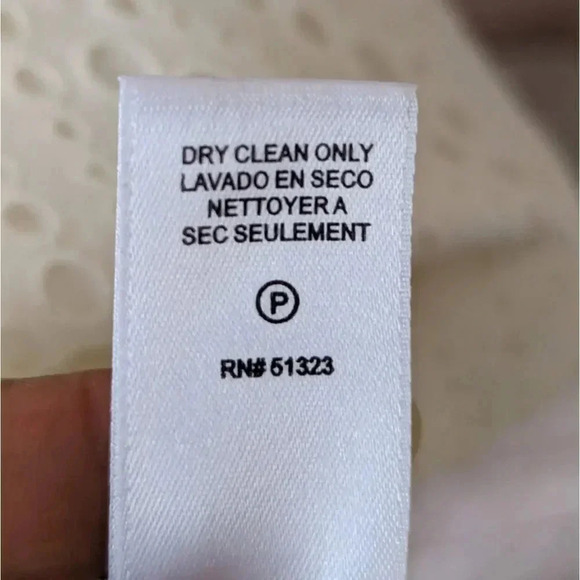 DRY CLEAN ONLY
LAVADO EN SECO
NETTOYER A
SEC SEULEMENT
P
RN# 51323